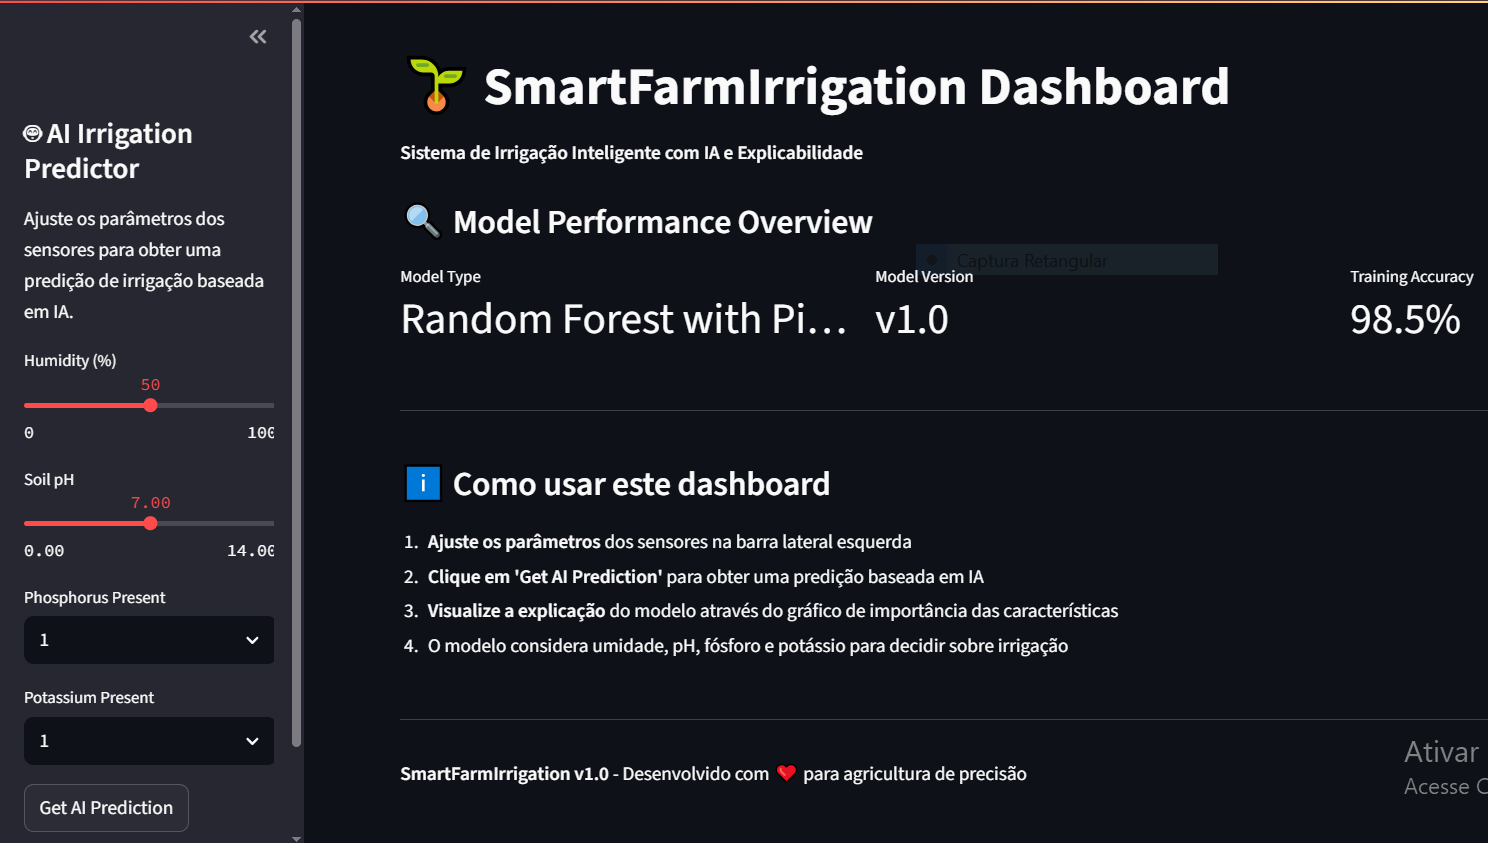 AI Irrigation
Predictor
Ajuste os parâmetros dos
sensores para obter uma
predição de irrigação baseada
em IA.
Humidity (%)
50
0
100
Soil pH
7.00
0.00
14.00
Phosphorus Present
1
Potassium Present
1
Get AI Prediction
SmartFarmIrrigation Dashboard
Sistema de Irrigação Inteligente com IA e Explicabilidade
Model Performance Overview
Captura Retangular
Model Type
Random Forest with Pi…
Model Version
v1.0
Training Accuracy
98.5%
Como usar este dashboard
1. Ajuste os parâmetros dos sensores na barra lateral esquerda
2. Clique em 'Get AI Prediction' para obter uma predição baseada em IA
3. Visualize a explicação do modelo através do gráfico de importância das características
4. O modelo considera umidade, pH, fósforo e potássio para decidir sobre irrigação
SmartFarmIrrigation v1.0 - Desenvolvido com ❤️ para agricultura de precisão
Ativar
Acesse C